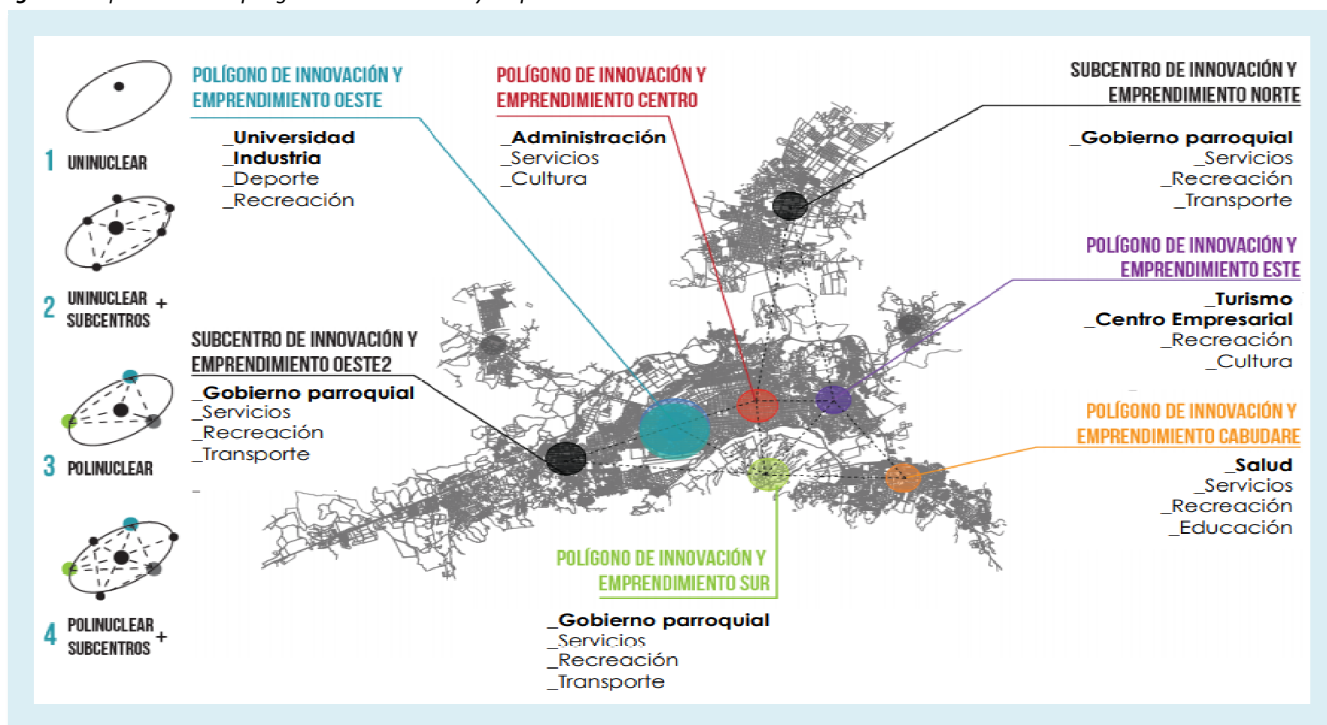 POLÍGONO DE INNOVACIÓN Y
EMPRENDIMIENTO OESTE
_Universidad
_Industria
_Deporte
_Recreación
POLÍGONO DE INNOVACIÓN Y
EMPRENDIMIENTO CENTRO
_Administración
_Servicios
_Cultura
SUBCENTRO DE INNOVACIÓN Y
EMPRENDIMIENTO NORTE
_Gobierno parroquial
_Servicios
_Recreación
_Transporte
1 UNINUCLEAR
2 UNINUCLEAR +
SUBCENTROS
3 POLINUCLEAR
4 POLINUCLEAR +
SUBCENTROS
SUBCENTRO DE INNOVACIÓN Y
EMPRENDIMIENTO OESTE2
_Gobierno parroquial
_Servicios
_Recreación
_Transporte
_
POLÍGONO DE INNOVACIÓN Y
EMPRENDIMIENTO ESTE
_Turismo
_Centro Empresarial
_Recreación
_Cultura
POLÍGONO DE INNOVACIÓN Y
EMPRENDIMIENTO CABUDARE
_Salud
_Servicios
_Recreación
_Educación
POLÍGONO DE INNOVACIÓN Y
EMPRENDIMIENTO SUR
_Gobierno parroquial
_Servicios
_Recreación
_Transporte